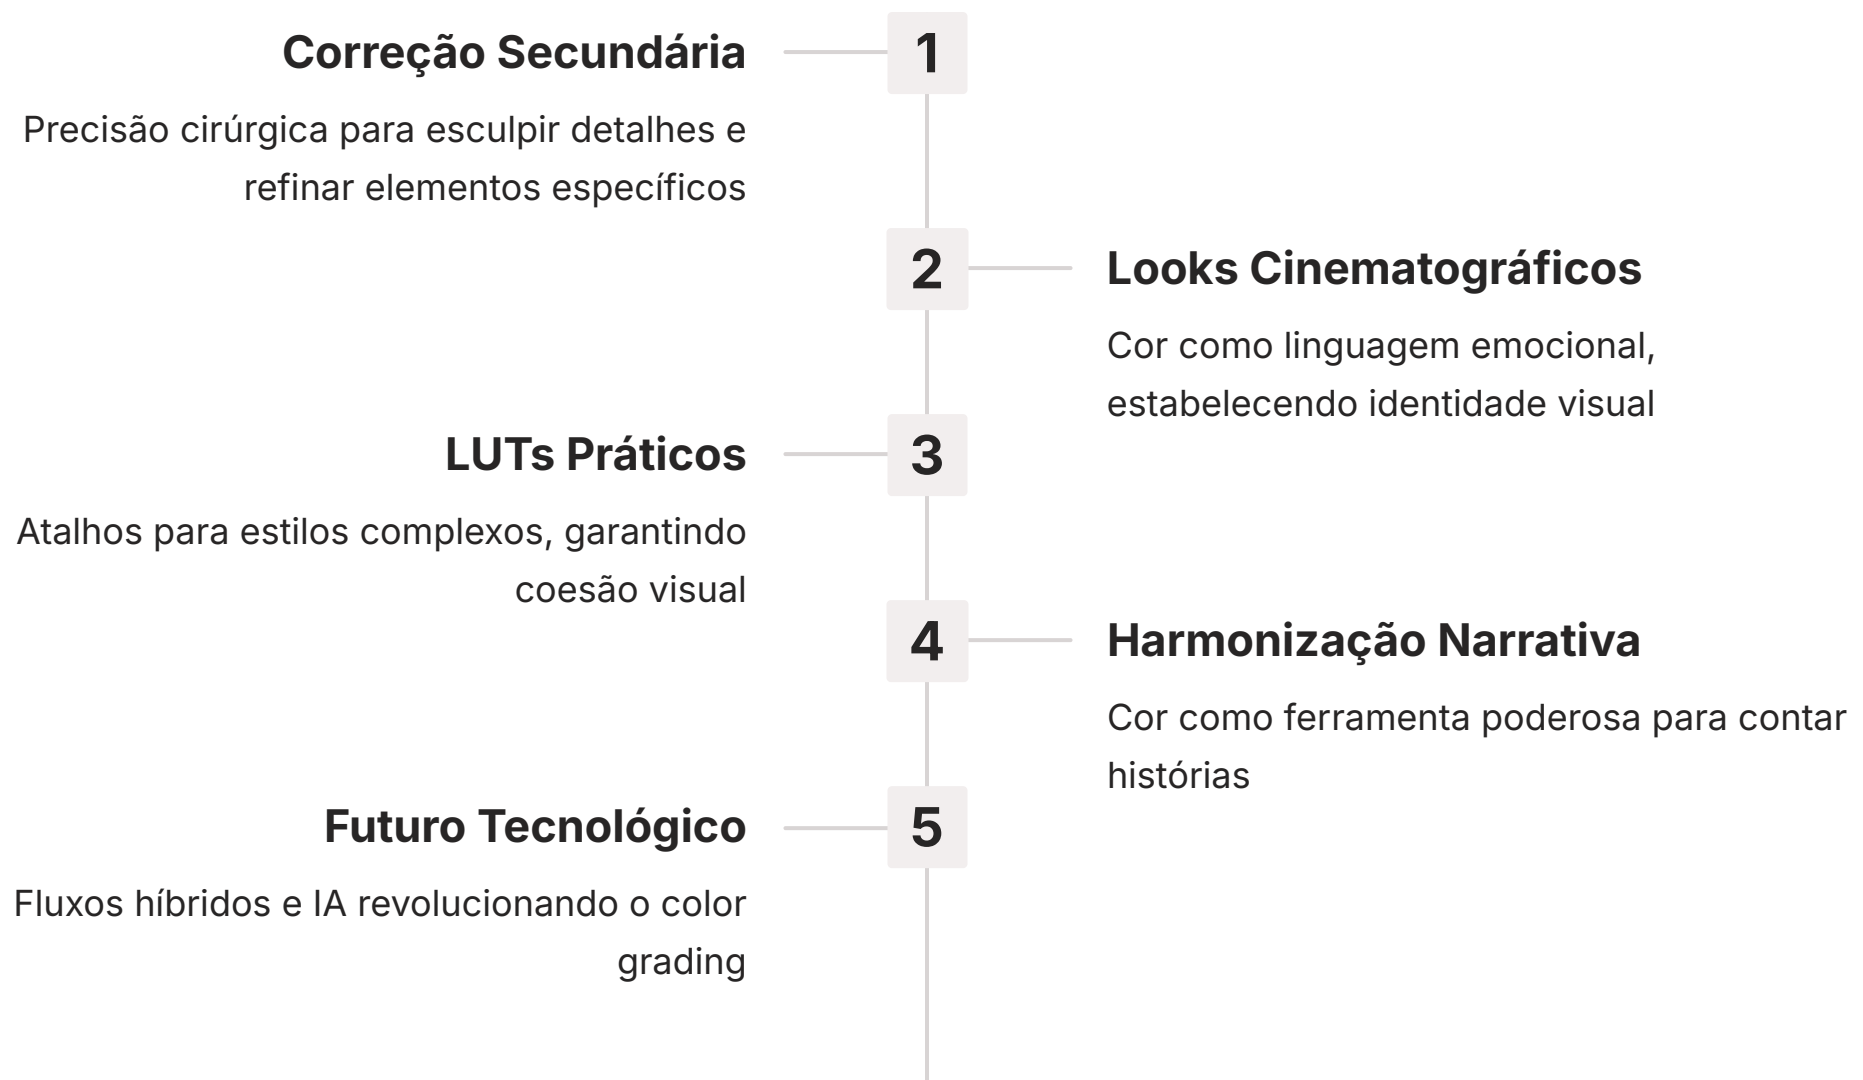 1
Correção Secundária
Precisão cirúrgica para esculpir detalhes e
refinar elementos específicos
2
Looks Cinematográficos
Cor como linguagem emocional,
estabelecendo identidade visual
3
LUTs Práticos
Atalhos para estilos complexos, garantindo
coesão visual
4
Harmonização Narrativa
Cor como ferramenta poderosa para contar
histórias
5
Futuro Tecnológico
Fluxos híbridos e IA revolucionando o color
grading